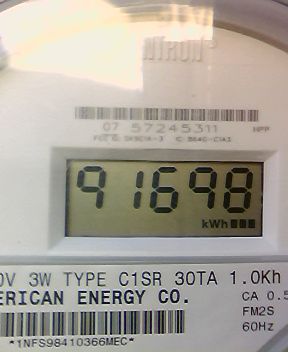 07 57245311 HPP
91698
kWh
0V 3W TYPE C1SR 30TA 1.0Kh
ERICAN ENERGY CO. CA 0.5
FM2S
60Hz
*1NFS98410366MEC*